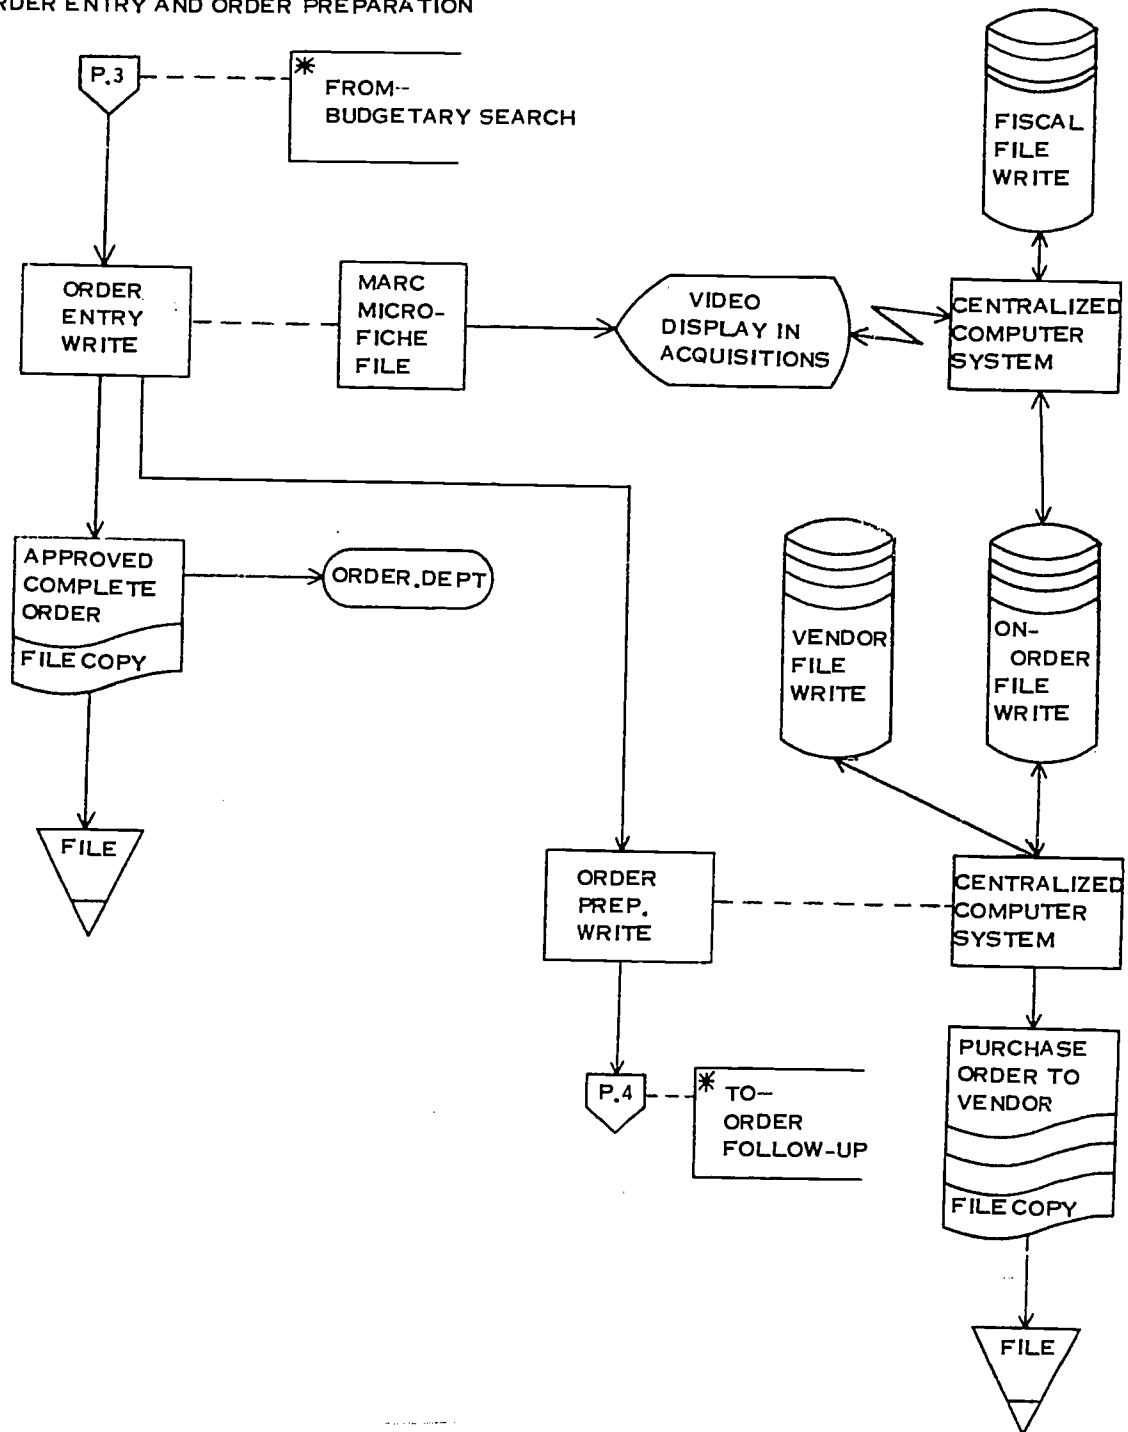 ORDER ENTRY AND ORDER PREPARATION
P.3
*
FROM--
BUDGETARY SEARCH
FISCAL
FILE
WRITE
ORDER
ENTRY
WRITE
MARC
MICRO-
FICHE
FILE
VIDEO
DISPLAY IN
ACQUISITIONS
CENTRALIZED
COMPUTER
SYSTEM
APPROVED
COMPLETE
ORDER
FILE COPY
ORDER.DEPT
VENDOR
FILE
WRITE
ON-
ORDER
FILE
WRITE
FILE
ORDER
PREP.
WRITE
CENTRALIZED
COMPUTER
SYSTEM
P.4
*
TO-
ORDER
FOLLOW-UP
PURCHASE
ORDER TO
VENDOR
FILE COPY
FILE